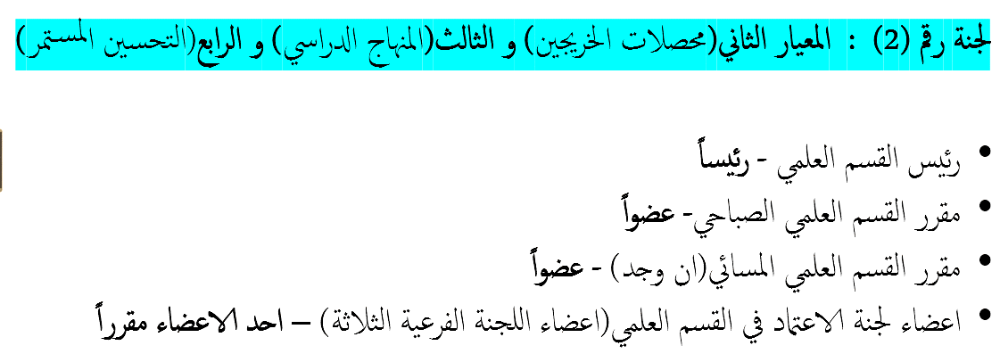 لجنة رقم (2) : المعيار الثاني(محصلات الخريجين) و الثالث(المنهاج الدراسي) و الرابع(التحسين المستمر)
• رئيس القسم العلمي - رئيساً
• مقرر القسم العلمي الصباحي- عضواً
• مقرر القسم العلمي المسائي(ان وجد) - عضواً
• اعضاء لجنة الاعتماد في القسم العلمي(اعضاء اللجنة الفرعية الثلاثة) – احد الاعضاء مقرراً